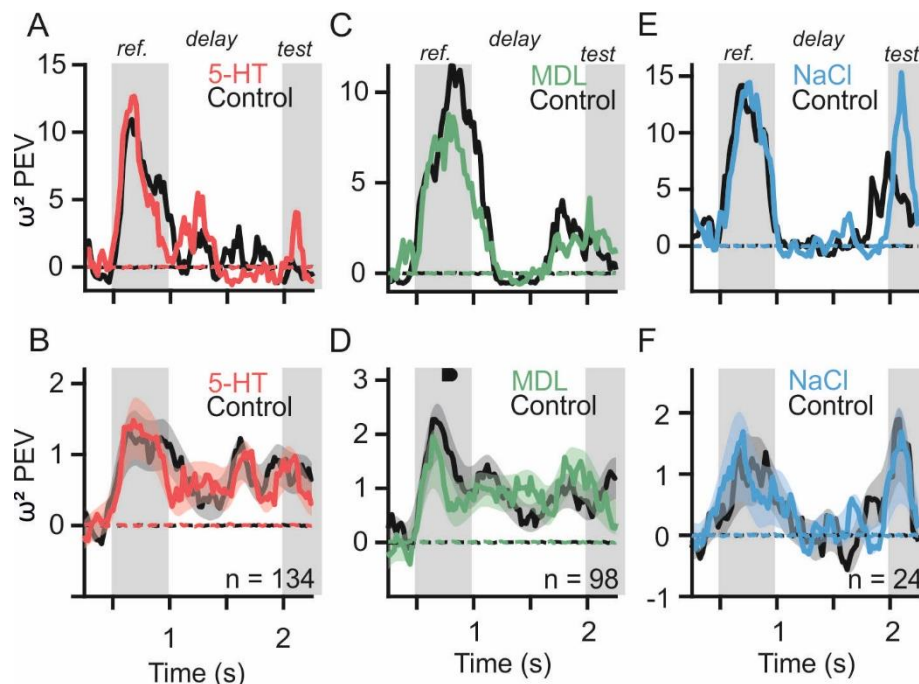 A
ref.
delay
5-HT
Control
15
10
5
0
ω² PEV
C
ref.
delay
test
MDL
Control
10
5
0
E
ref.
delay
test
NaCl
Control
15
10
5
0
ω² PEV
B
5-HT
Control
2
1
0
ω² PEV
n = 134
1
2
Time (s)
D
MDL
Control
3
2
1
0
n = 98
1
2
Time (s)
F
NaCl
Control
2
1
0
-1
n = 24
1
2
Time (s)
test